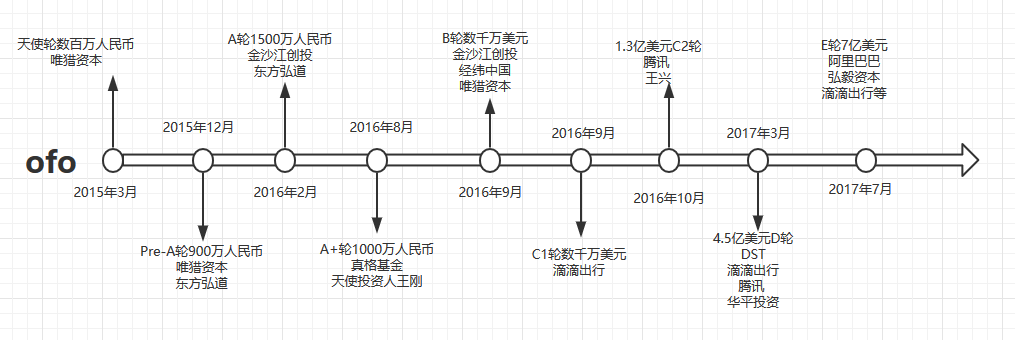 天使轮数百万人民币
唯猎资本
A轮1500万人民币
金沙江创投
东方弘道
B轮数千万美元
金沙江创投
经纬中国
唯猎资本
1.3亿美元C2轮
腾讯
王兴
E轮7亿美元
阿里巴巴
弘毅资本
滴滴出行等
2015年12月
2016年8月
2016年9月
2017年3月
ofo
2015年3月
2016年2月
2016年9月
2016年10月
2017年7月
Pre-A轮900万人民币
唯猎资本
东方弘道
A+轮1000万人民币
真格基金
天使投资人王刚
C1轮数千万美元
滴滴出行
4.5亿美元D轮
DST
滴滴出行
腾讯
华平投资